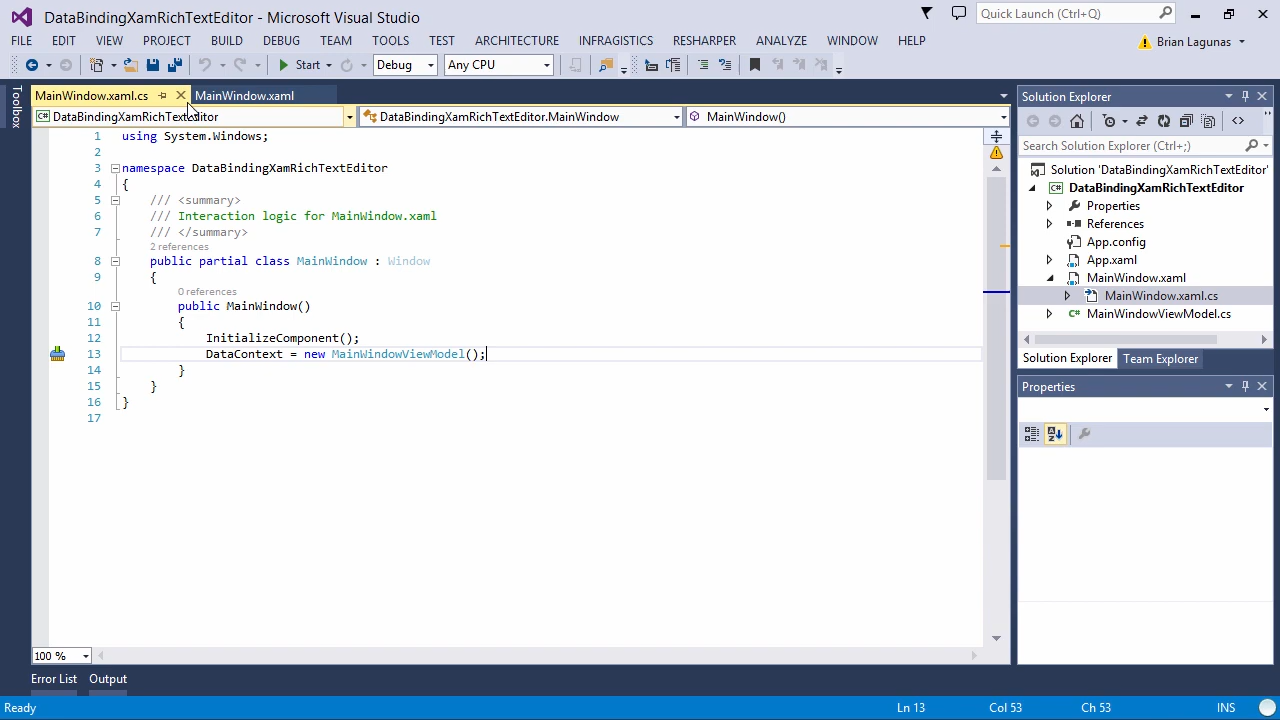 DataBindingXamRichTextEditor - Microsoft Visual Studio
Quick Launch (Ctrl+Q)
FILE EDIT VIEW PROJECT BUILD DEBUG TEAM TOOLS TEST ARCHITECTURE INFRAGISTICS RESHARPER ANALYZE WINDOW HELP
Brian Lagunas
Start Debug Any CPU
Toolbox
MainWindow.xaml.cs MainWindow.xaml
DataBindingXamRichTextEditor DataBindingXamRichTextEditor.MainWindow MainWindow()
1 using System.Windows;
2
3 namespace DataBindingXamRichTextEditor
4 {
5 /// <summary>
6 /// Interaction logic for MainWindow.xaml
7 /// </summary>
2 references
8 public partial class MainWindow : Window
9 {
0 references
10 public MainWindow()
11 {
12 InitializeComponent();
13 DataContext = new MainWindowViewModel();
14 }
15 }
16 }
17
100 %
Error List Output
Solution Explorer
Search Solution Explorer (Ctrl+;)
Solution 'DataBindingXamRichTextEditor'
DataBindingXamRichTextEditor
Properties
References
App.config
App.xaml
MainWindow.xaml
MainWindow.xaml.cs
MainWindowViewModel.cs
Solution Explorer Team Explorer
Properties
Ready Ln 13 Col 53 Ch 53 INS